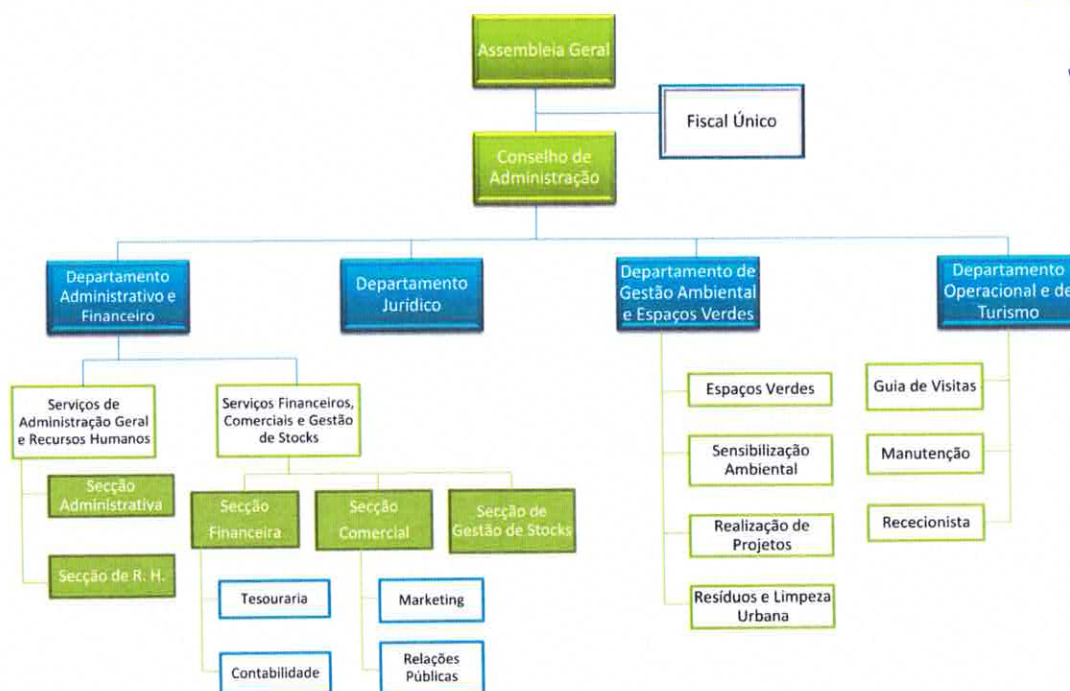 Assembleia Geral
Fiscal Único
Conselho de
Administração
Departamento
Administrativo e
Financeiro
Departamento
Jurídico
Departamento de
Gestão Ambiental
e Espaços Verdes
Departamento
Operacional e de
Turismo
Serviços de
Administração Geral
e Recursos Humanos
Serviços Financeiros,
Comerciais e Gestão
de Stocks
Secção
Administrativa
Secção de R. H.
Secção
Financeira
Secção
Comercial
Secção de
Gestão de Stocks
Tesouraria
Contabilidade
Marketing
Relações
Públicas
Espaços Verdes
Sensibilização
Ambiental
Realização de
Projetos
Resíduos e Limpeza
Urbana
Guia de Visitas
Manutenção
Rececionista